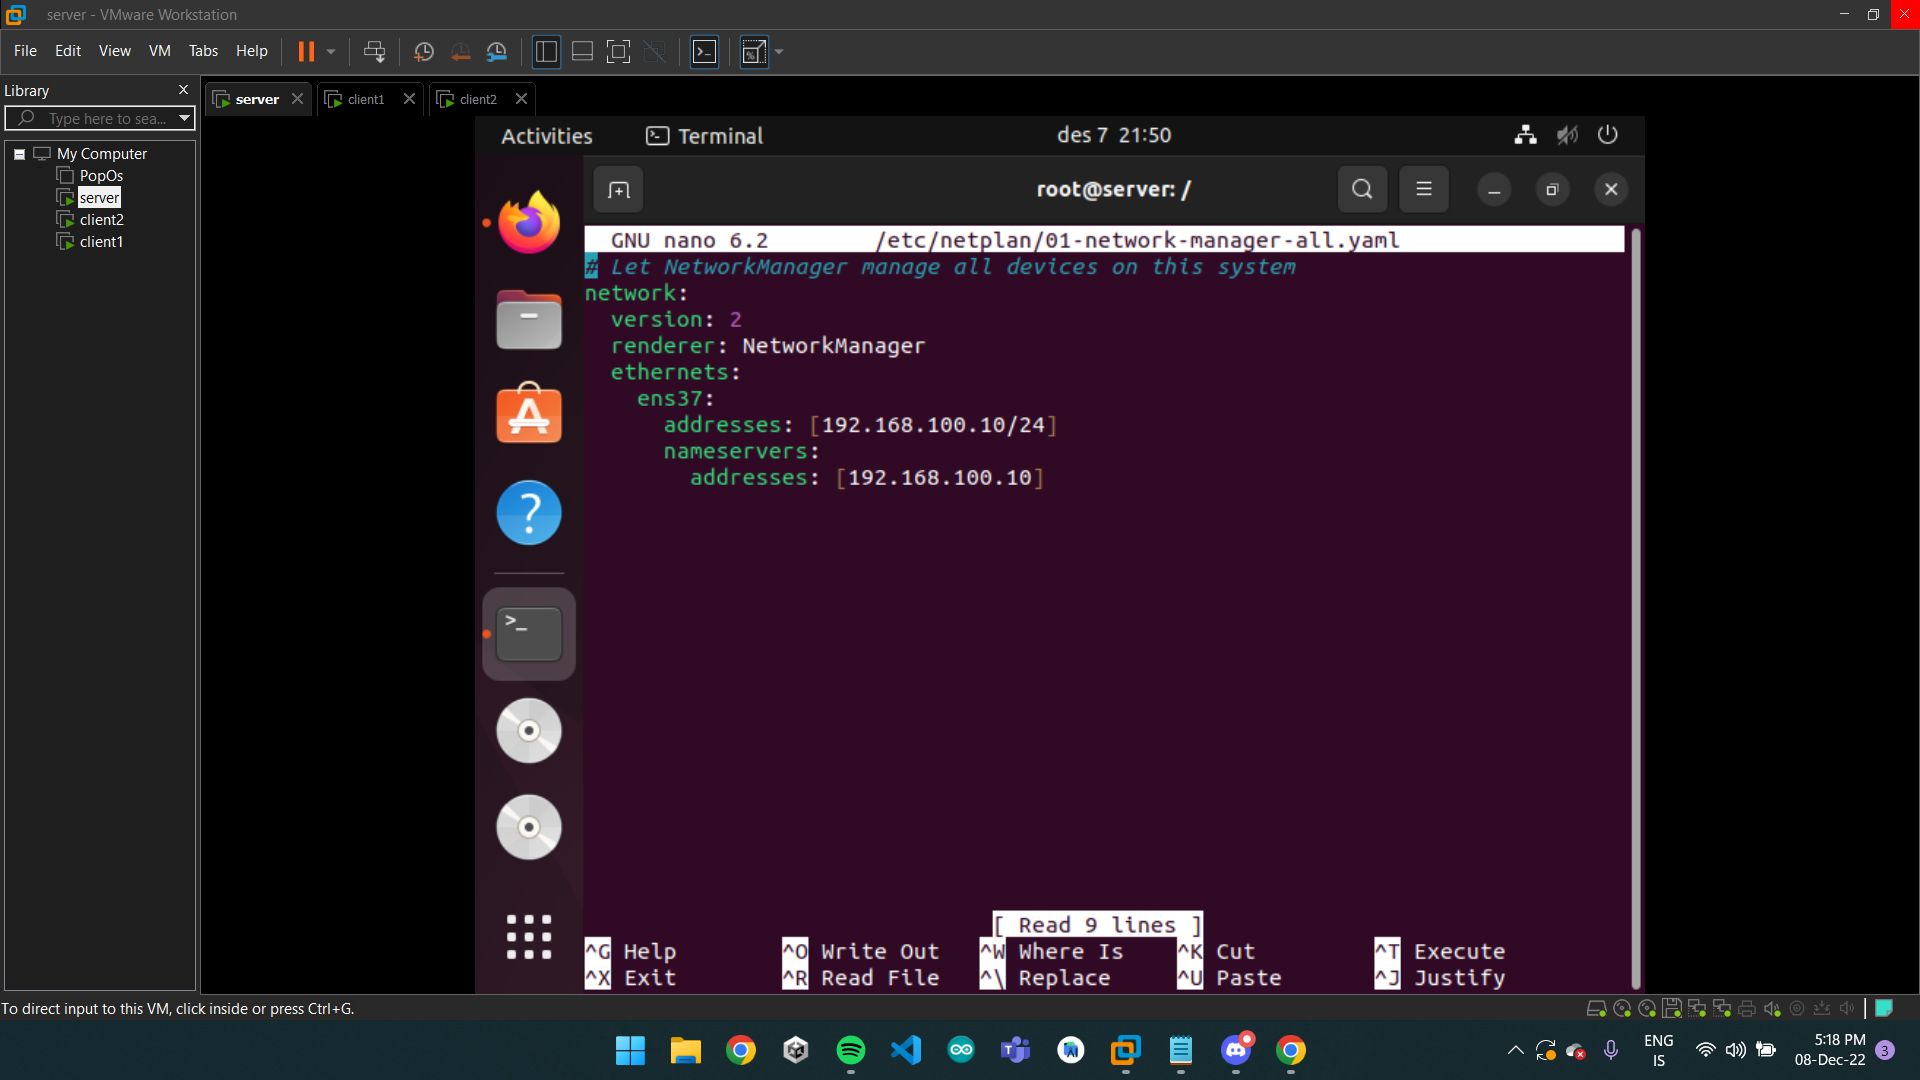 server - VMware Workstation
File Edit View VM Tabs Help
Library
server client1 client2
Type here to sea...
My Computer
PopOs
server
client2
client1
Activities Terminal des 7 21:50
root@server: /
GNU nano 6.2 /etc/netplan/01-network-manager-all.yaml
# Let NetworkManager manage all devices on this system
network:
version: 2
renderer: NetworkManager
ethernets:
ens37:
addresses: [192.168.100.10/24]
nameservers:
addresses: [192.168.100.10]
[ Read 9 lines ]
^G Help ^O Write Out ^W Where Is ^K Cut ^T Execute
^X Exit ^R Read File ^\ Replace ^U Paste ^J Justify
To direct input to this VM, click inside or press Ctrl+G.
ENG
IS
5:18 PM
08-Dec-22
3